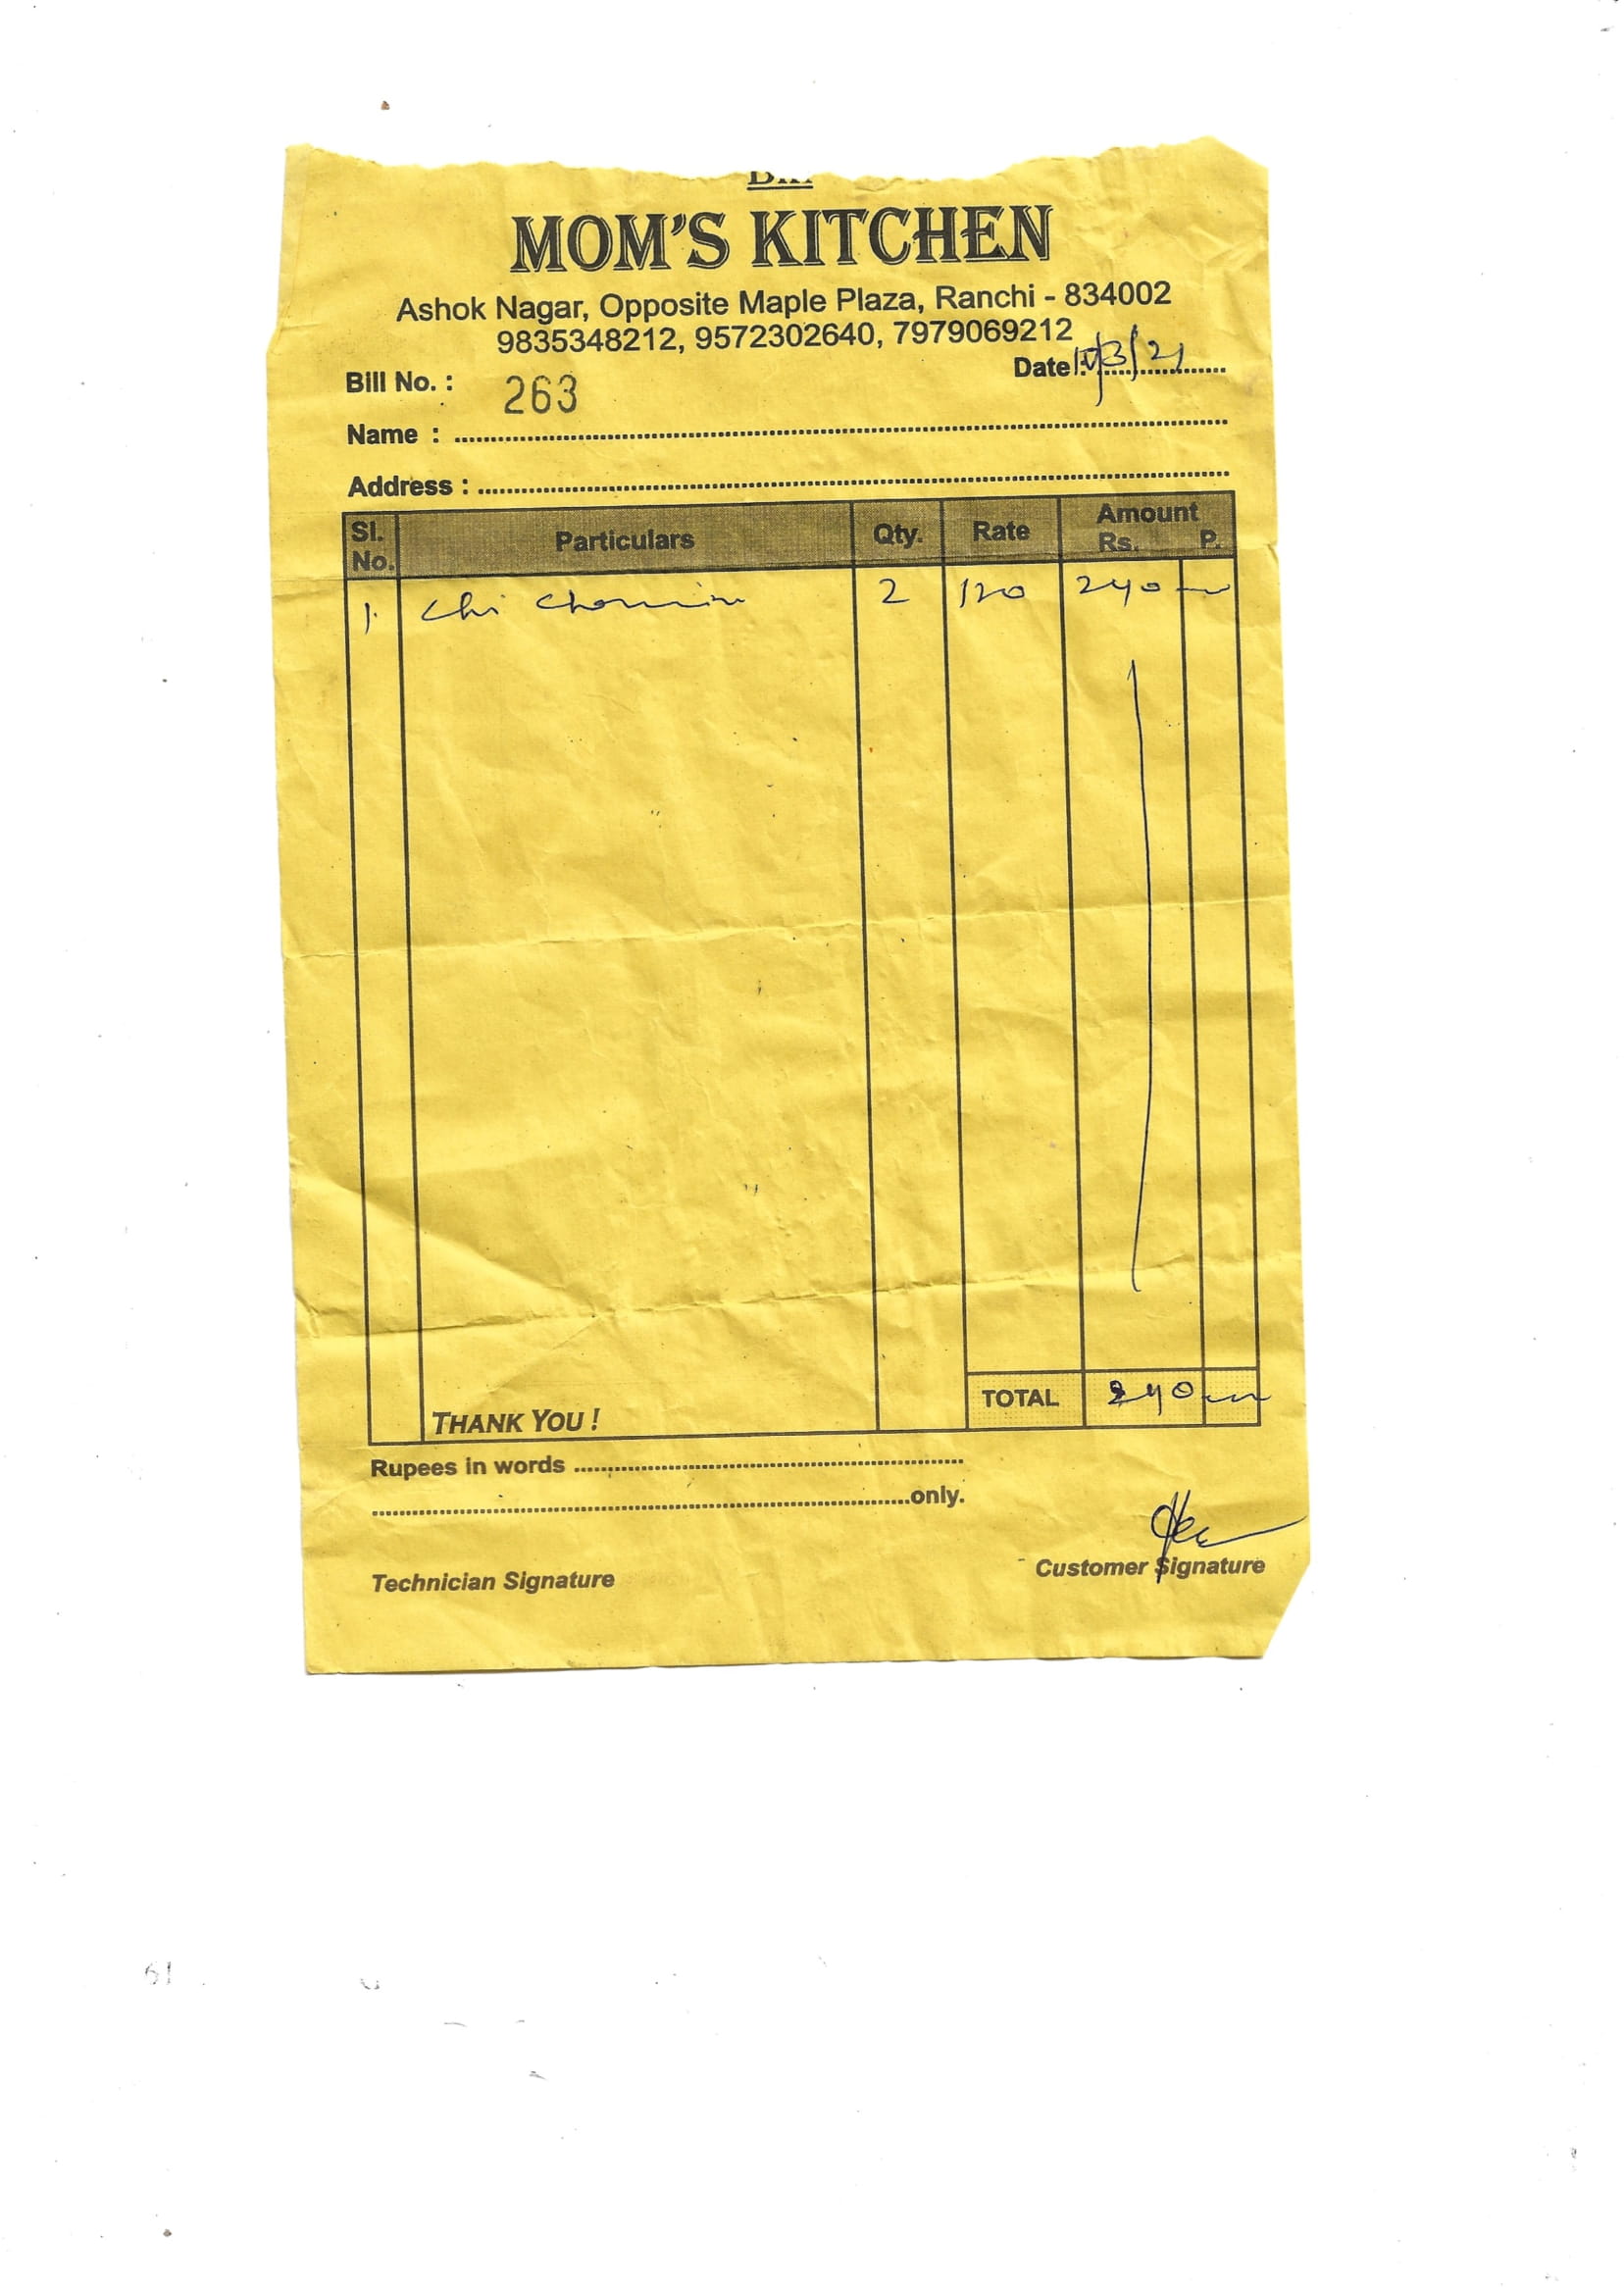 MOM'S KITCHEN
Ashok Nagar, Opposite Maple Plaza, Ranchi - 834002
9835348212, 9572302640, 7979069212
Date /3/21
Bill No. : 263
Name :
Address :
Sl. No. Particulars Qty. Rate Amount Rs. P.
1. Chi Chowmin 2 120 240
TOTAL 240
THANK YOU !
Rupees in words
only.
Technician Signature Customer Signature